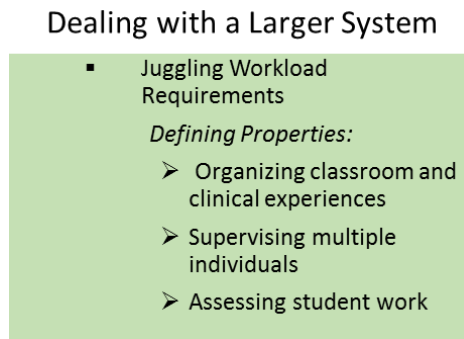 Dealing with a Larger System
▪ Juggling Workload
Requirements
Defining Properties:
➢ Organizing classroom and
clinical experiences
➢ Supervising multiple
individuals
➢ Assessing student work